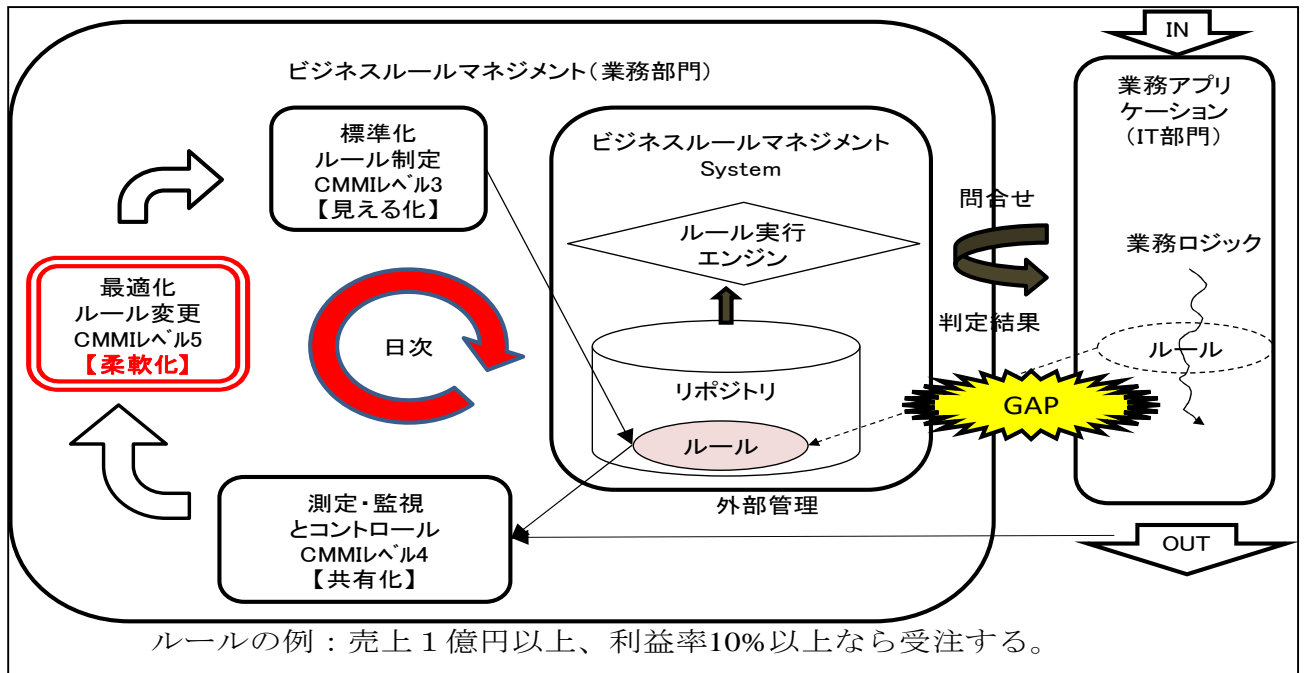 ビジネスルールマネジメント（業務部門）
標準化
ルール制定
CMMIレベル3
【見える化】
最適化
ルール変更
CMMIレベル5
【柔軟化】
日次
測定・監視
とコントロール
CMMIレベル4
【共有化】
ビジネスルールマネジメント
System
ルール実行
エンジン
リポジトリ
ルール
外部管理
問合せ
判定結果
GAP
IN
業務アプリ
ケーション
（IT部門）
業務ロジック
ルール
OUT
ルールの例：売上１億円以上、利益率10%以上なら受注する。